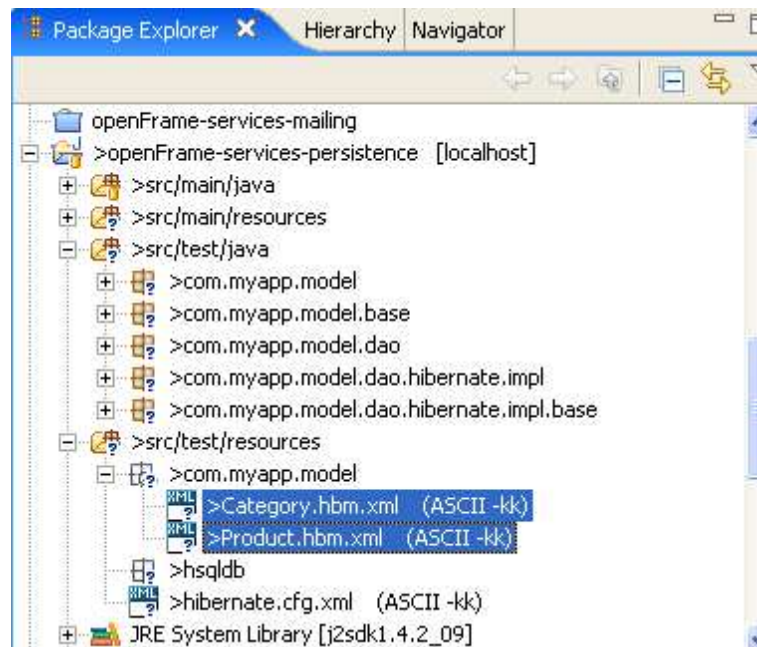 Package Explorer Hierarchy Navigator
openFrame-services-mailing
>openFrame-services-persistence [localhost]
>src/main/java
>src/main/resources
>src/test/java
>com.myapp.model
>com.myapp.model.base
>com.myapp.model.dao
>com.myapp.model.dao.hibernate.impl
>com.myapp.model.dao.hibernate.impl.base
>src/test/resources
>com.myapp.model
XML >Category.hbm.xml (ASCII -kk)
XML >Product.hbm.xml (ASCII -kk)
>hsqldb
XML >hibernate.cfg.xml (ASCII -kk)
JRE System Library [j2sdk1.4.2_09]